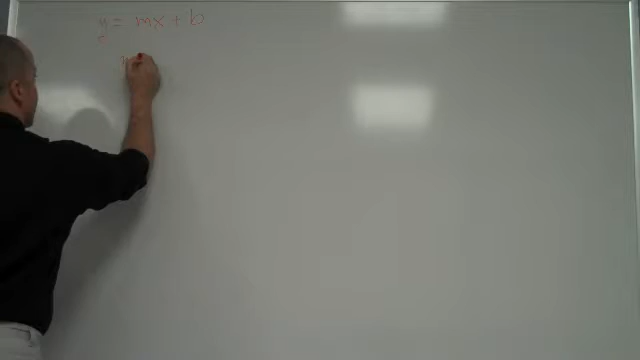 y = mx + b